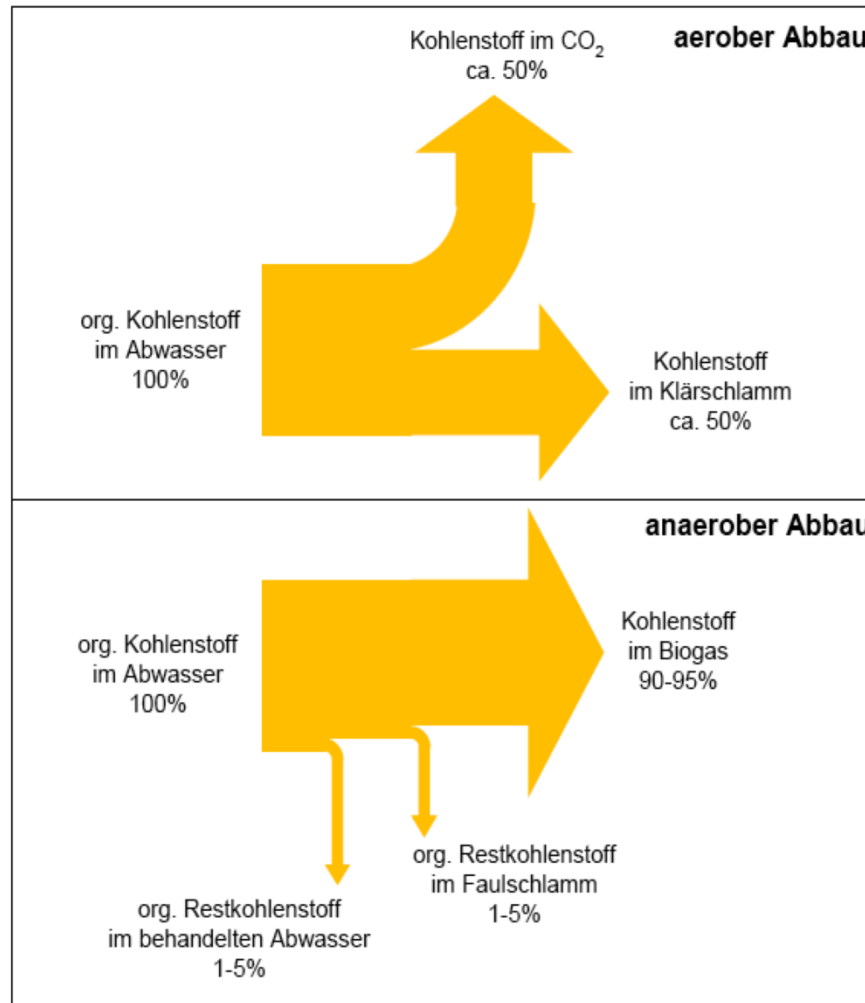 Kohlenstoff im CO₂
ca. 50%
aerober Abbau
org. Kohlenstoff
im Abwasser
100%
Kohlenstoff
im Klärschlamm
ca. 50%
anaerober Abbau
org. Kohlenstoff
im Abwasser
100%
Kohlenstoff
im Biogas
90-95%
org. Restkohlenstoff
im Faulschlamm
1-5%
org. Restkohlenstoff
im behandelten Abwasser
1-5%